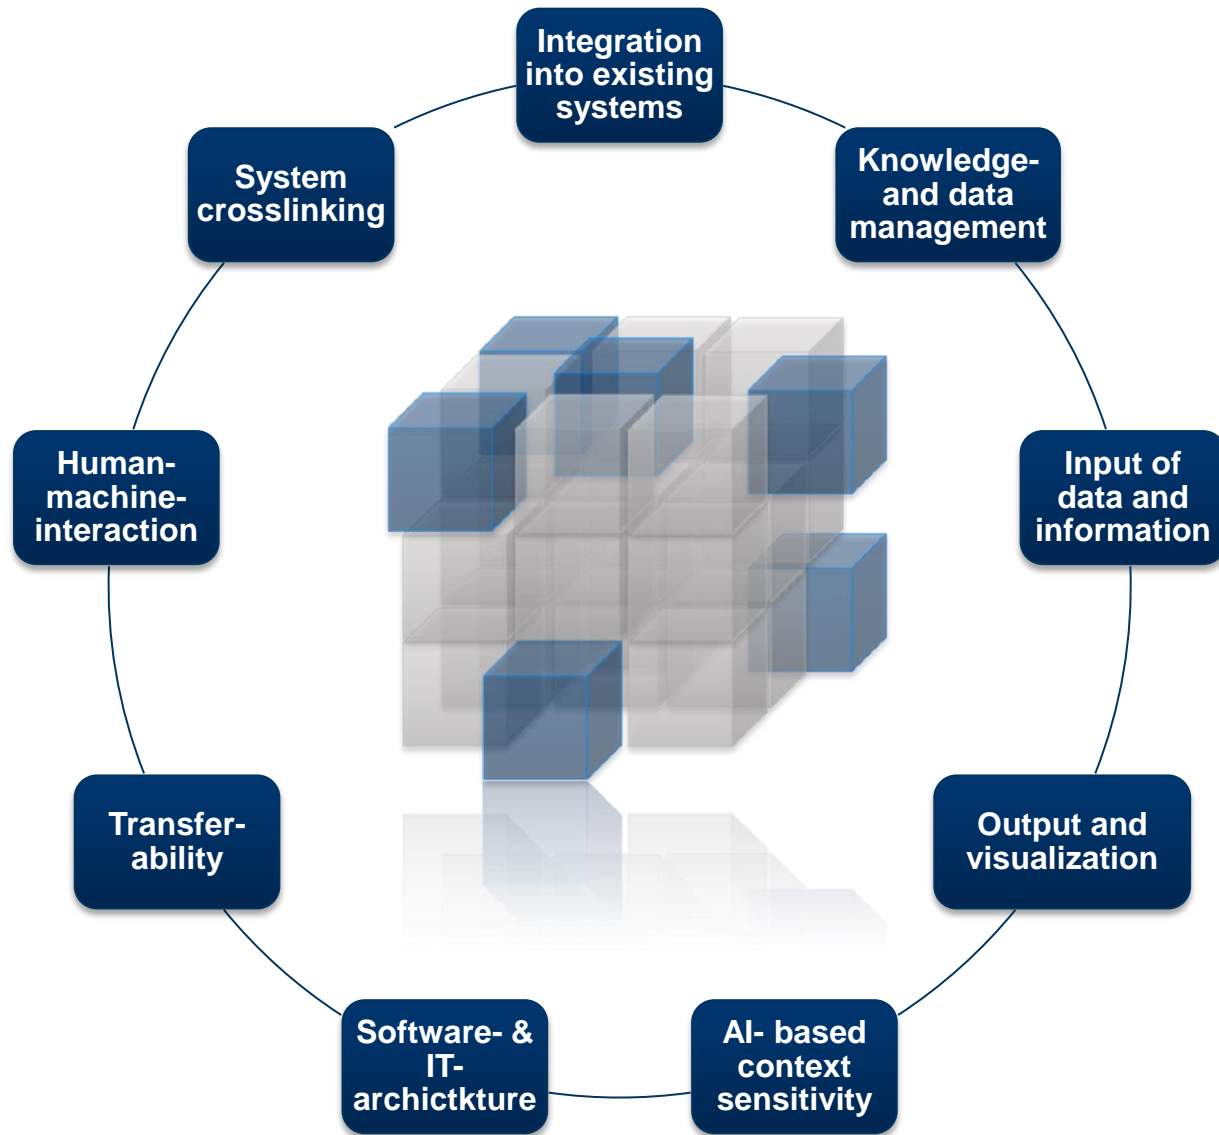 Integration
into existing
systems
Knowledge-
and data
management
Input of
data and
information
Output and
visualization
AI- based
context
sensitivity
Software- &
IT-
archictkture
Transfer-
ability
Human-
machine-
interaction
System
crosslinking